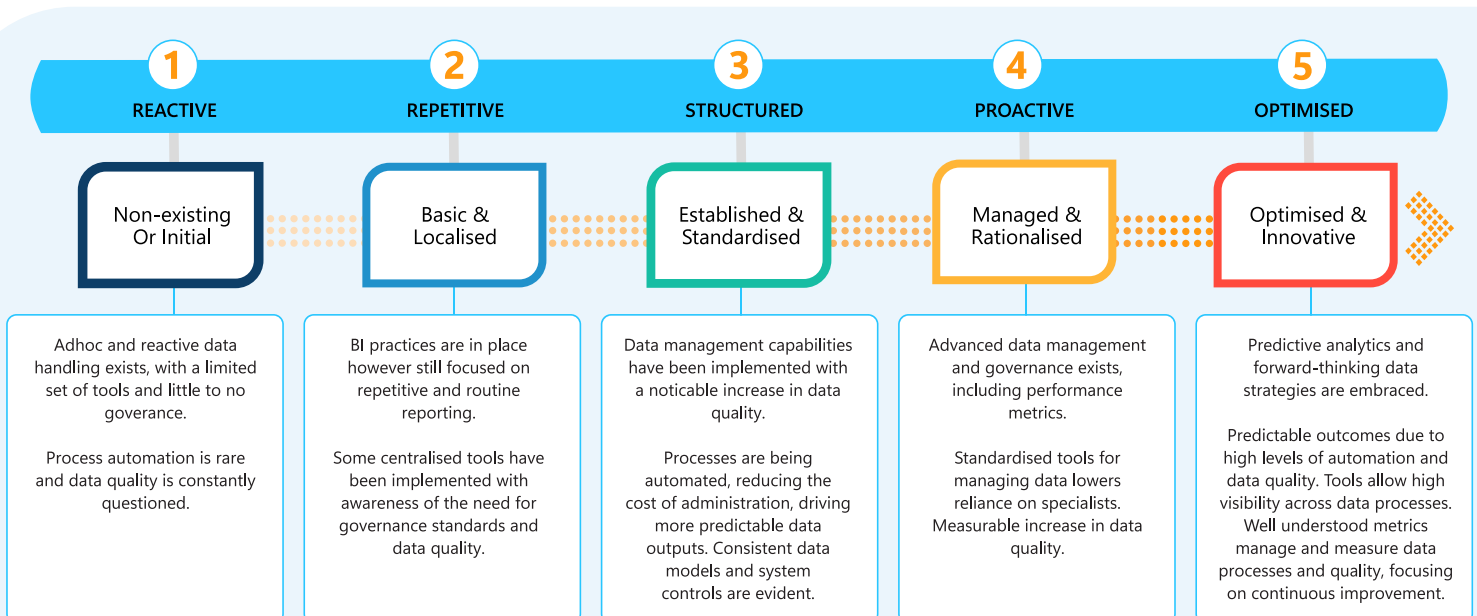 1
REACTIVE
2
REPETITIVE
3
STRUCTURED
4
PROACTIVE
5
OPTIMISED
Non-existing
Or Initial
Basic &
Localised
Established &
Standardised
Managed &
Rationalised
Optimised &
Innovative
Adhoc and reactive data
handling exists, with a limited
set of tools and little to no
goverance.
Process automation is rare
and data quality is constantly
questioned.
BI practices are in place
however still focused on
repetitive and routine
reporting.
Some centralised tools have
been implemented with
awareness of the need for
governance standards and
data quality.
Data management capabilities
have been implemented with
a noticable increase in data
quality.
Processes are being
automated, reducing the
cost of administration, driving
more predictable data
outputs. Consistent data
models and system
controls are evident.
Advanced data management
and governance exists,
including performance
metrics.
Standardised tools for
managing data lowers
reliance on specialists.
Measurable increase in data
quality.
Predictive analytics and
forward-thinking data
strategies are embraced.
Predictable outcomes due to
high levels of automation and
data quality. Tools allow high
visibility across data processes.
Well understood metrics
manage and measure data
processes and quality, focusing
on continuous improvement.